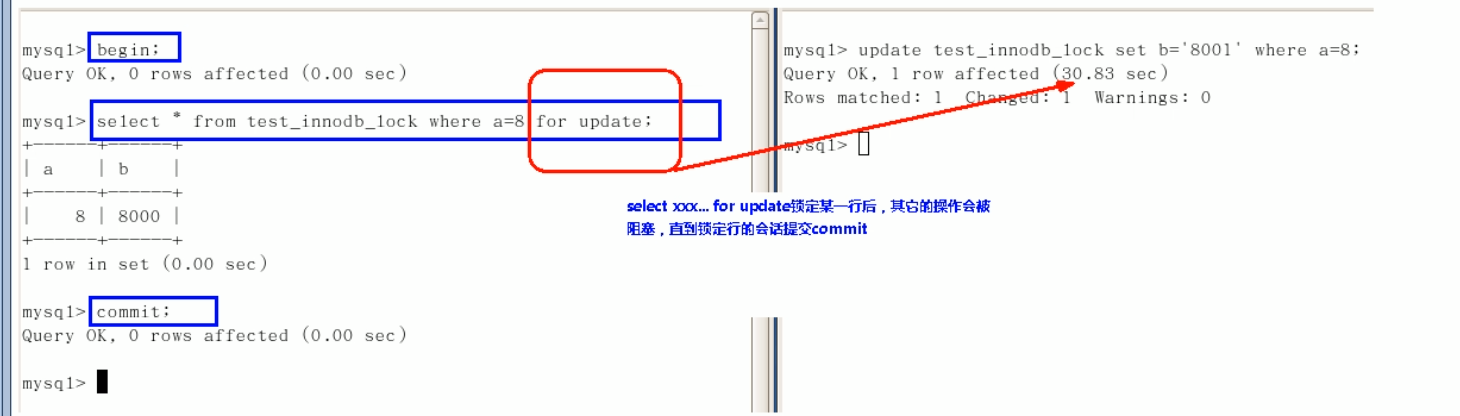 mysql> begin;
Query OK, 0 rows affected (0.00 sec)
mysql> select * from test_innodb_lock where a=8 for update;
+------+------+
| a    | b    |
+------+------+
|    8 | 8000 |
+------+------+
1 row in set (0.00 sec)
mysql> commit;
Query OK, 0 rows affected (0.00 sec)
mysql>
mysql> update test_innodb_lock set b='8001' where a=8;
Query OK, 1 row affected (30.83 sec)
Rows matched: 1  Changed: 1  Warnings: 0
mysql>
select xxx... for update锁定某一行后，其它的操作会被
阻塞，直到锁定行的会话提交commit